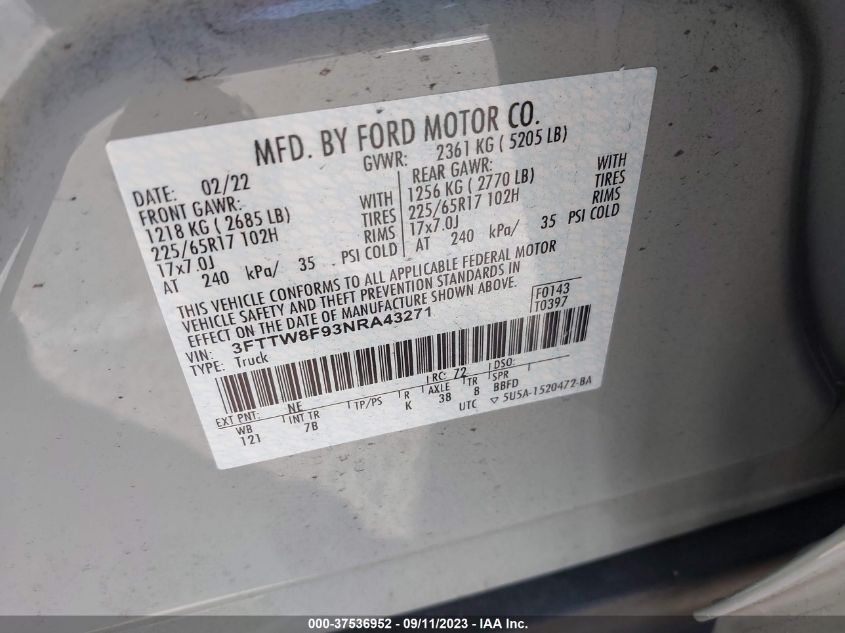 MFD. BY FORD MOTOR CO.
DATE: 02/22
GVWR: 2361 KG ( 5205 LB)
FRONT GAWR:
1218 KG ( 2685 LB) WITH
225/65R17 102H TIRES
17x7.0J RIMS
AT 240 kPa/ 35 PSI COLD
REAR GAWR: WITH
1256 KG ( 2770 LB) TIRES
225/65R17 102H RIMS
17x7.0J
AT 240 kPa/ 35 PSI COLD
THIS VEHICLE CONFORMS TO ALL APPLICABLE FEDERAL MOTOR
VEHICLE SAFETY AND THEFT PREVENTION STANDARDS IN
EFFECT ON THE DATE OF MANUFACTURE SHOWN ABOVE.
F0143
T0397
VIN: 3FTTW8F93NRA43271
TYPE: Truck
EXT PNT: NE RC: 72 DSO:
WB INT TR TP/PS R AXLE TR SPR
121 7B K 38 8 BBFD
UTC ▽ 5U5A-1520472-BA
000-37536952 - 09/11/2023 - IAA Inc.